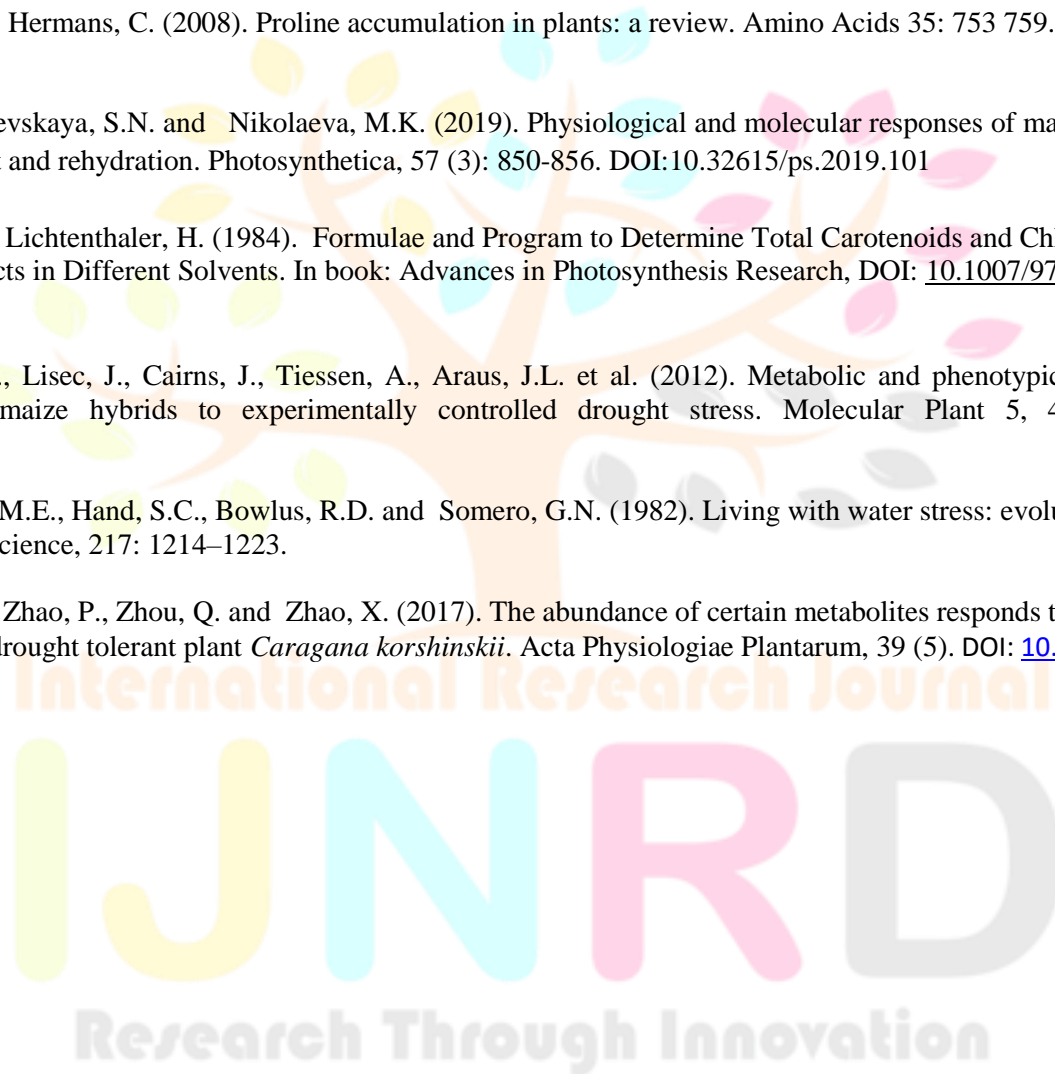 Hermans, C. (2008). Proline accumulation in plants: a review. Amino Acids 35: 753 759.
evskaya, S.N. and Nikolaeva, M.K. (2019). Physiological and molecular responses of ma
t and rehydration. Photosynthetica, 57 (3): 850-856. DOI:10.32615/ps.2019.101
Lichtenthaler, H. (1984). Formulae and Program to Determine Total Carotenoids and Chl
cts in Different Solvents. In book: Advances in Photosynthesis Research, DOI: 10.1007/97
., Lisec, J., Cairns, J., Tiessen, A., Araus, J.L. et al. (2012). Metabolic and phenotypic
maize hybrids to experimentally controlled drought stress. Molecular Plant 5, 4
M.E., Hand, S.C., Bowlus, R.D. and Somero, G.N. (1982). Living with water stress: evolu
cience, 217: 1214–1223.
Zhao, P., Zhou, Q. and Zhao, X. (2017). The abundance of certain metabolites responds t
drought tolerant plant Caragana korshinskii. Acta Physiologiae Plantarum, 39 (5). DOI: 10.
International Research Journal
IJNRD
Research Through Innovation